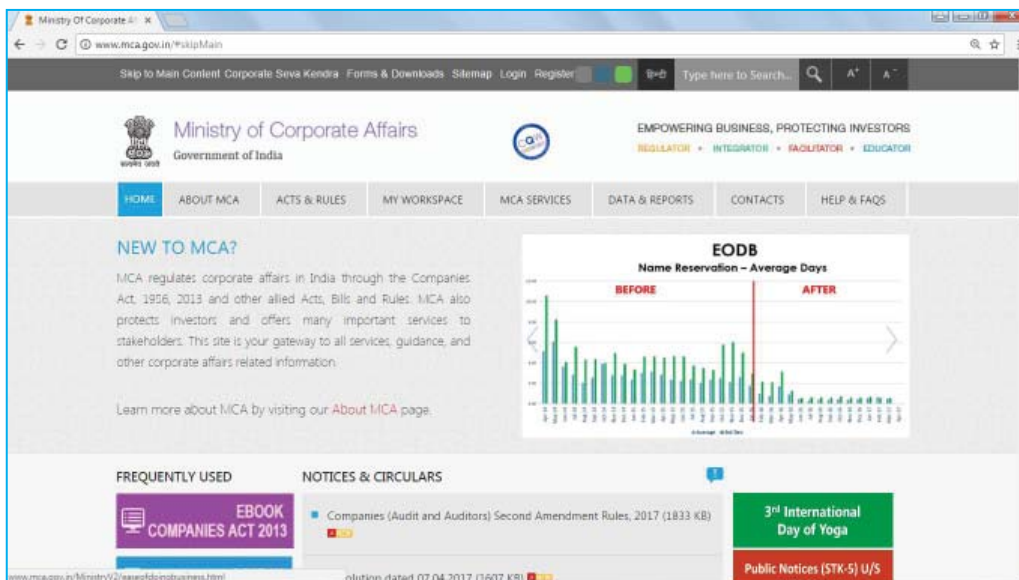 Ministry Of Corporate Af
www.mca.gov.in/#skipMain
Skip to Main Content Corporate Seva Kendra Forms & Downloads Sitemap Login Register हिन्दी Type here to Search... A+ A-
Ministry of Corporate Affairs
Government of India
CQW
EMPOWERING BUSINESS, PROTECTING INVESTORS
REGULATOR • INTEGRATOR • FACILITATOR • EDUCATOR
HOME ABOUT MCA ACTS & RULES MY WORKSPACE MCA SERVICES DATA & REPORTS CONTACTS HELP & FAQS
NEW TO MCA?
MCA regulates corporate affairs in India through the Companies
Act, 1956, 2013 and other allied Acts, Bills and Rules. MCA also
protects investors and offers many important services to
stakeholders. This site is your gateway to all services, guidance, and
other corporate affairs related information.
Learn more about MCA by visiting our About MCA page.
EODB
Name Reservation – Average Days
BEFORE AFTER
FREQUENTLY USED
EBOOK
COMPANIES ACT 2013
NOTICES & CIRCULARS
Companies (Audit and Auditors) Second Amendment Rules, 2017 (1833 KB)
olution dated 07.04.2017 (1607 KB)
3rd International
Day of Yoga
Public Notices (STK-5) U/S
www.mca.gov.in/MinistryV2/easeofdoingbusiness.html